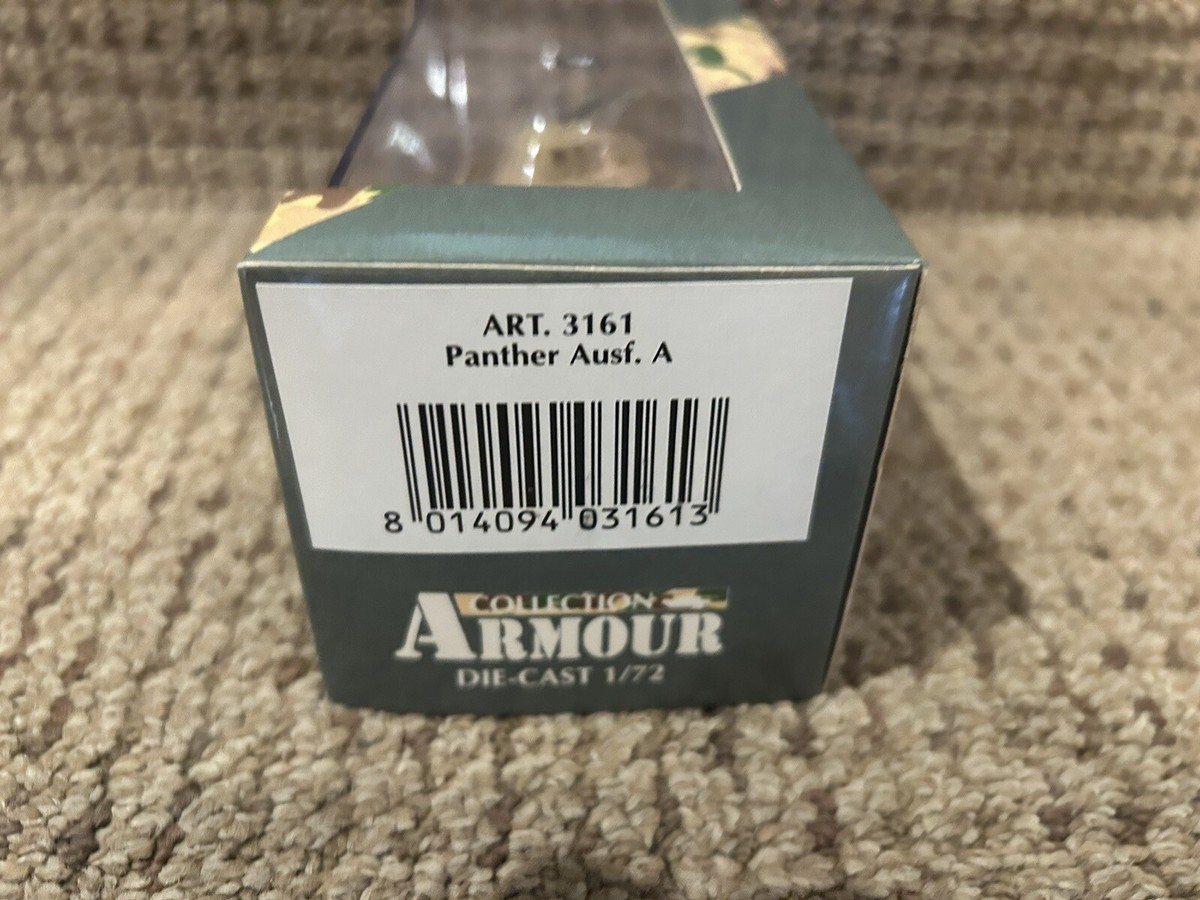 ART. 3161
Panther Ausf. A
8 014094 031613
COLLECTION
ARMOUR
DIE-CAST 1/72